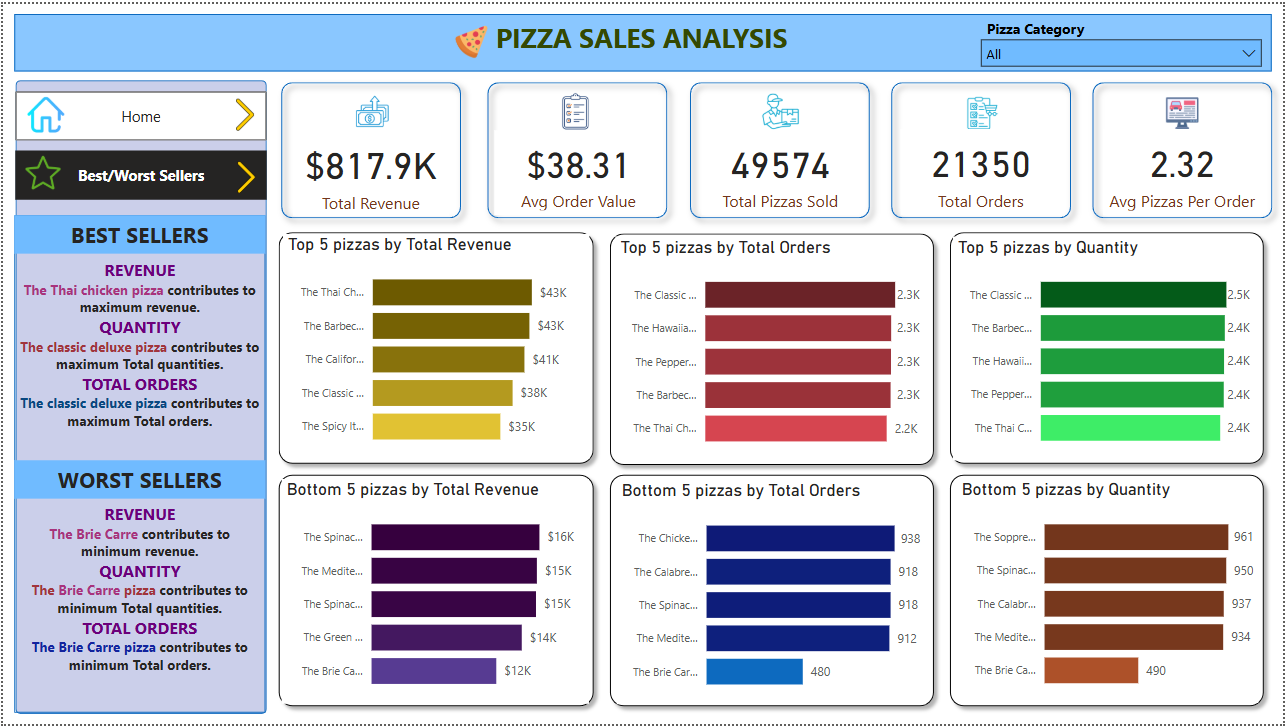 PIZZA SALES ANALYSIS
Pizza Category
All
Home
Best/Worst Sellers
$817.9K
Total Revenue
$38.31
Avg Order Value
49574
Total Pizzas Sold
21350
Total Orders
2.32
Avg Pizzas Per Order
BEST SELLERS
REVENUE
The Thai chicken pizza contributes to
maximum revenue.
QUANTITY
The classic deluxe pizza contributes to
maximum Total quantities.
TOTAL ORDERS
The classic deluxe pizza contributes to
maximum Total orders.
WORST SELLERS
REVENUE
The Brie Carre contributes to
minimum revenue.
QUANTITY
The Brie Carre pizza contributes to
minimum Total quantities.
TOTAL ORDERS
The Brie Carre pizza contributes to
minimum Total orders.
Top 5 pizzas by Total Revenue
The Thai Ch... $43K
The Barbec... $43K
The Califor... $41K
The Classic ... $38K
The Spicy It... $35K
Top 5 pizzas by Total Orders
The Classic ... 2.3K
The Hawaiia... 2.3K
The Pepper... 2.3K
The Barbec... 2.3K
The Thai Ch... 2.2K
Top 5 pizzas by Quantity
The Classic ... 2.5K
The Barbec... 2.4K
The Hawaii... 2.4K
The Pepper... 2.4K
The Thai C... 2.4K
Bottom 5 pizzas by Total Revenue
The Spinac... $16K
The Medite... $15K
The Spinac... $15K
The Green ... $14K
The Brie Ca... $12K
Bottom 5 pizzas by Total Orders
The Chicke... 938
The Calabre... 918
The Spinac... 918
The Medite... 912
The Brie Car... 480
Bottom 5 pizzas by Quantity
The Soppre... 961
The Spinac... 950
The Calabr... 937
The Medite... 934
The Brie Ca... 490